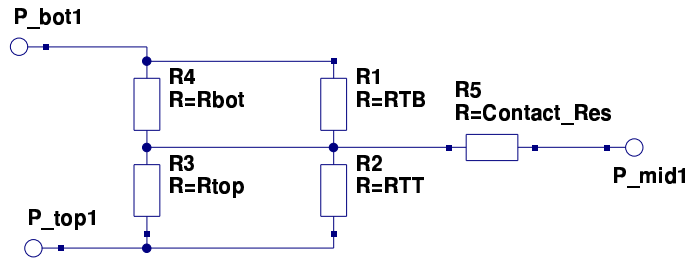 P_bot1
R4
R=Rbot
R1
R=RTB
R5
R=Contact_Res
R3
R=Rtop
R2
R=RTT
P_mid1
P_top1